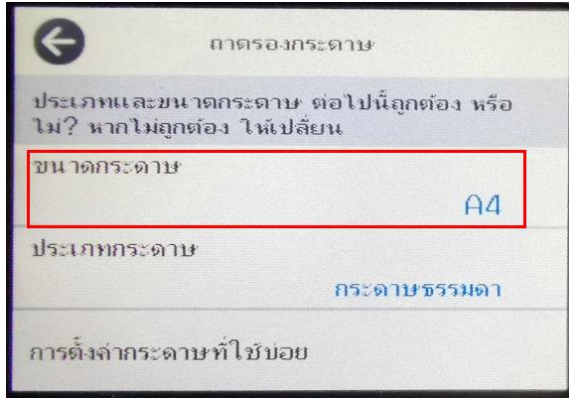 ถาดรองกระดาษ
ประเภทและขนาดกระดาษ ต่อไปนี้ถูกต้อง หรือ
ไม่? หากไม่ถูกต้อง ให้เปลี่ยน
ขนาดกระดาษ
A4
ประเภทกระดาษ
กระดาษธรรมดา
การตั้งค่ากระดาษที่ใช้บ่อย